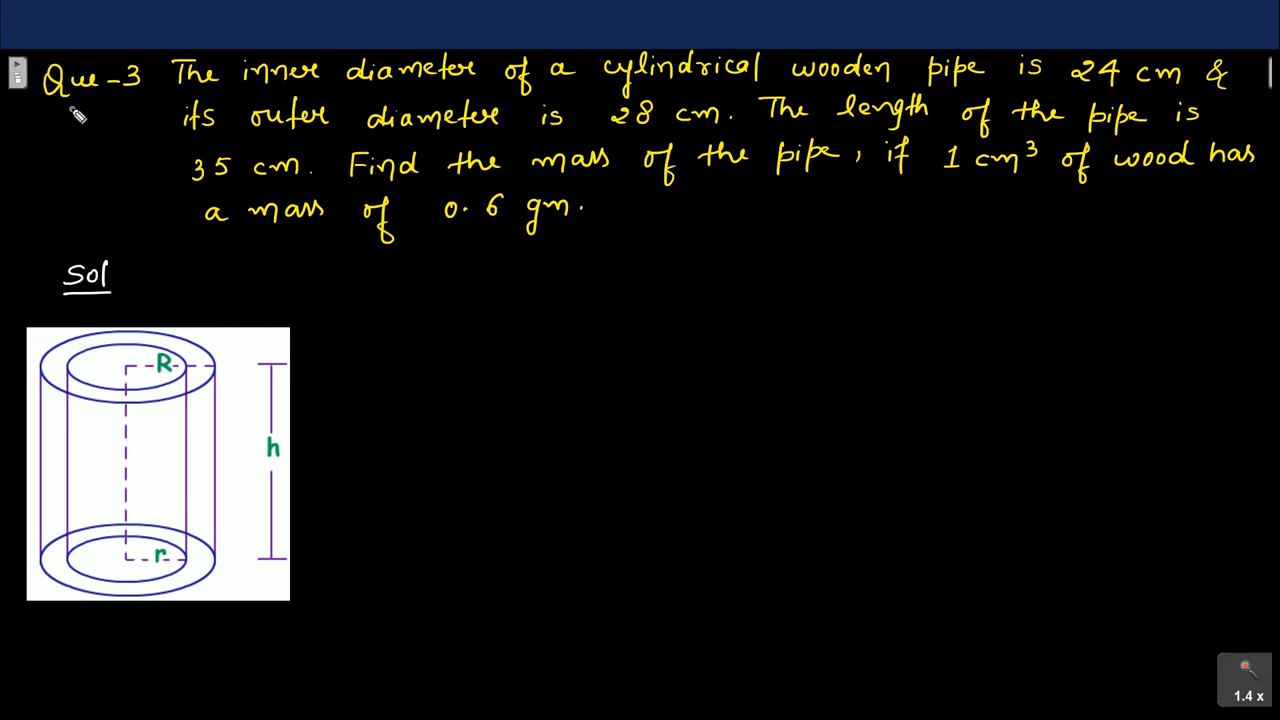 Que-3 The inner diameter of a cylindrical wooden pipe is 24 cm &
its outer diameter is 28 cm. The length of the pipe is
35 cm. Find the mass of the pipe, if 1 cm³ of wood has
a mass of 0.6 gm.
Sol
R
h
r
1.4 x